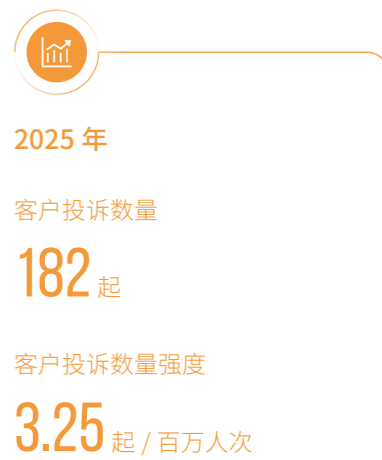 2025 年
客户投诉数量
182 起
客户投诉数量强度
3.25 起 / 百万人次